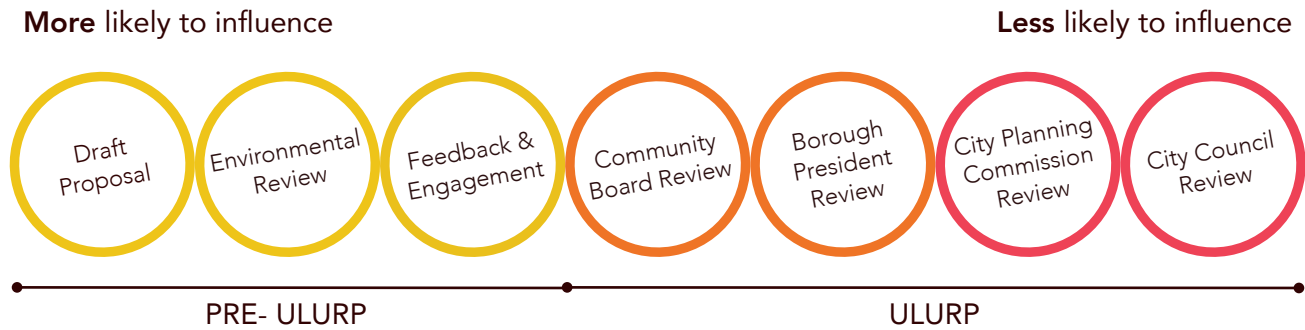 More likely to influence
Less likely to influence
Draft
Proposal
Environmental
Review
Feedback &
Engagement
Community
Board Review
Borough
President
Review
City Planning
Commission
Review
City Council
Review
PRE- ULURP
ULURP